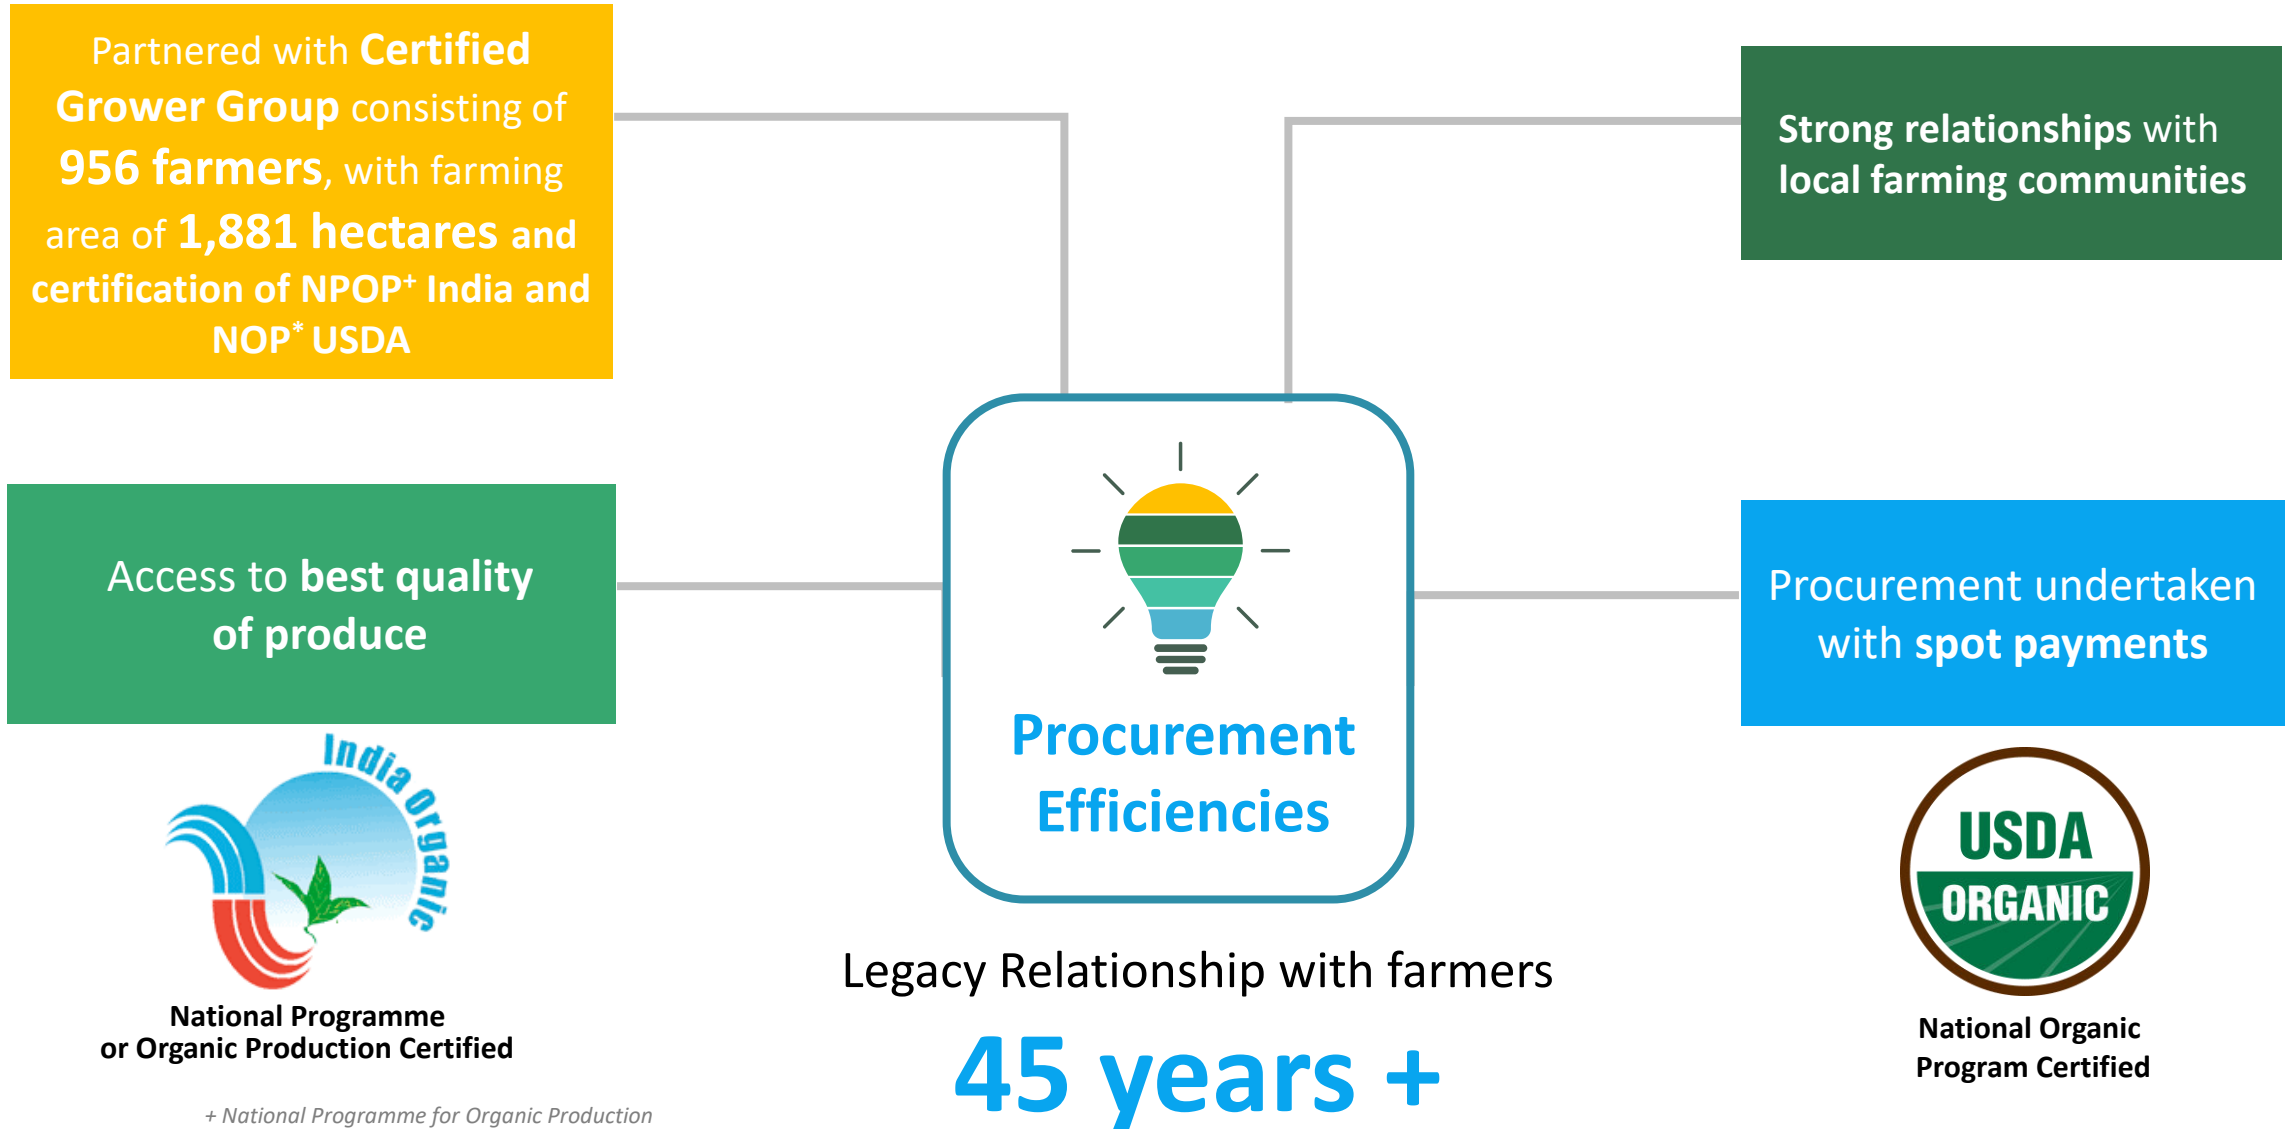 Partnered with Certified
Grower Group consisting of
956 farmers, with farming
area of 1,881 hectares and
certification of NPOP+ India and
NOP* USDA
Strong relationships with
local farming communities
Access to best quality
of produce
Procurement undertaken
with spot payments
Procurement
Efficiencies
India Organic
National Programme
or Organic Production Certified
USDA
ORGANIC
National Organic
Program Certified
Legacy Relationship with farmers
45 years +
+ National Programme for Organic Production